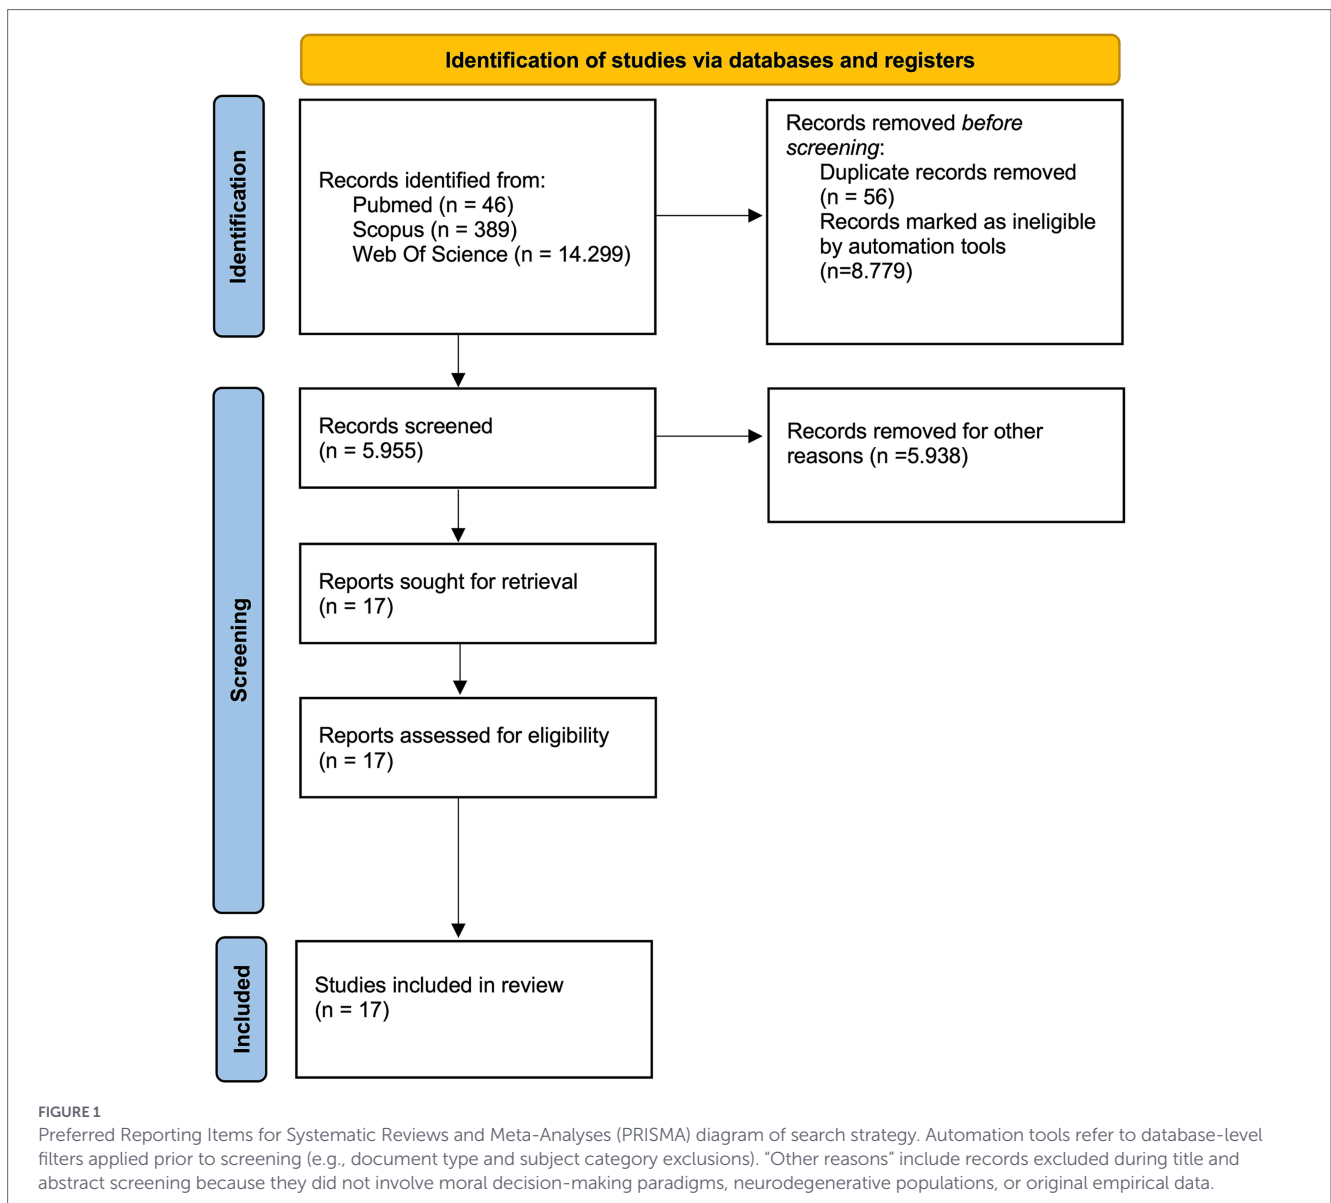 Identification of studies via databases and registers
Identification
Records identified from:
Pubmed (n = 46)
Scopus (n = 389)
Web Of Science (n = 14.299)
Records removed before
screening:
Duplicate records removed
(n = 56)
Records marked as ineligible
by automation tools
(n=8.779)
Screening
Records screened
(n = 5.955)
Records removed for other
reasons (n =5.938)
Reports sought for retrieval
(n = 17)
Reports assessed for eligibility
(n = 17)
Included
Studies included in review
(n = 17)
FIGURE 1
Preferred Reporting Items for Systematic Reviews and Meta-Analyses (PRISMA) diagram of search strategy. Automation tools refer to database-level
filters applied prior to screening (e.g., document type and subject category exclusions). “Other reasons” include records excluded during title and
abstract screening because they did not involve moral decision-making paradigms, neurodegenerative populations, or original empirical data.